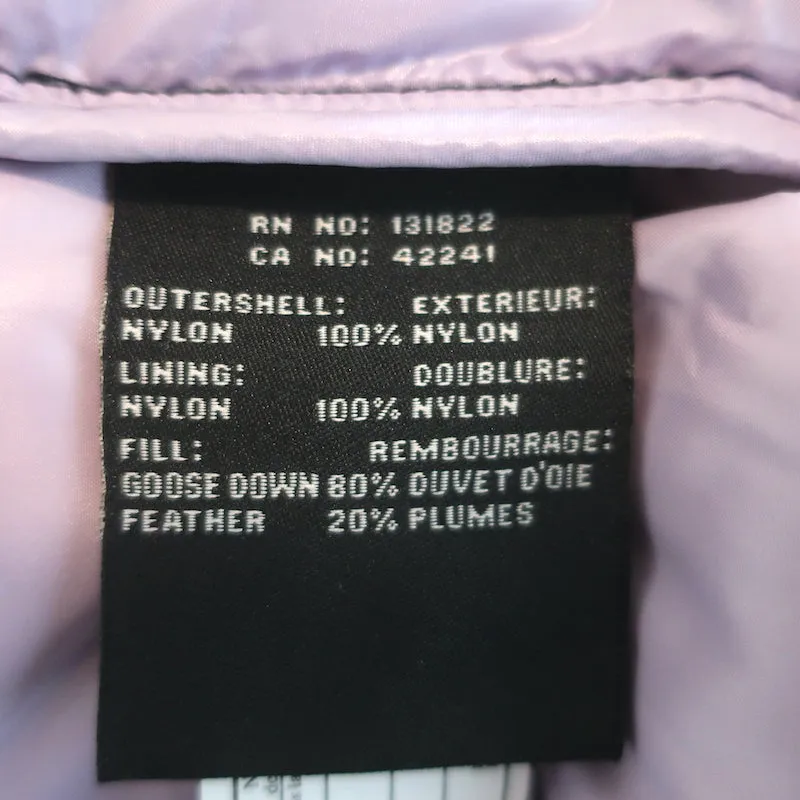 RN NO: 131822
CA NO: 42241
OUTERSHELL: EXTERIEUR:
NYLON 100% NYLON
LINING: DOUBLURE:
NYLON 100% NYLON
FILL: REMBOURRAGE:
GOOSE DOWN 80% DUVET D'OIE
FEATHER 20% PLUMES